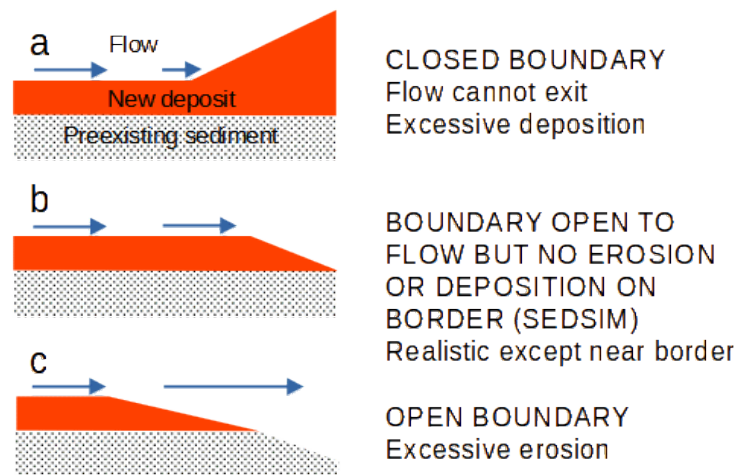 a
Flow
New deposit
Preexisting sediment
CLOSED BOUNDARY
Flow cannot exit
Excessive deposition
b
BOUNDARY OPEN TO
FLOW BUT NO EROSION
OR DEPOSITION ON
BORDER (SEDSIM)
Realistic except near border
c
OPEN BOUNDARY
Excessive erosion